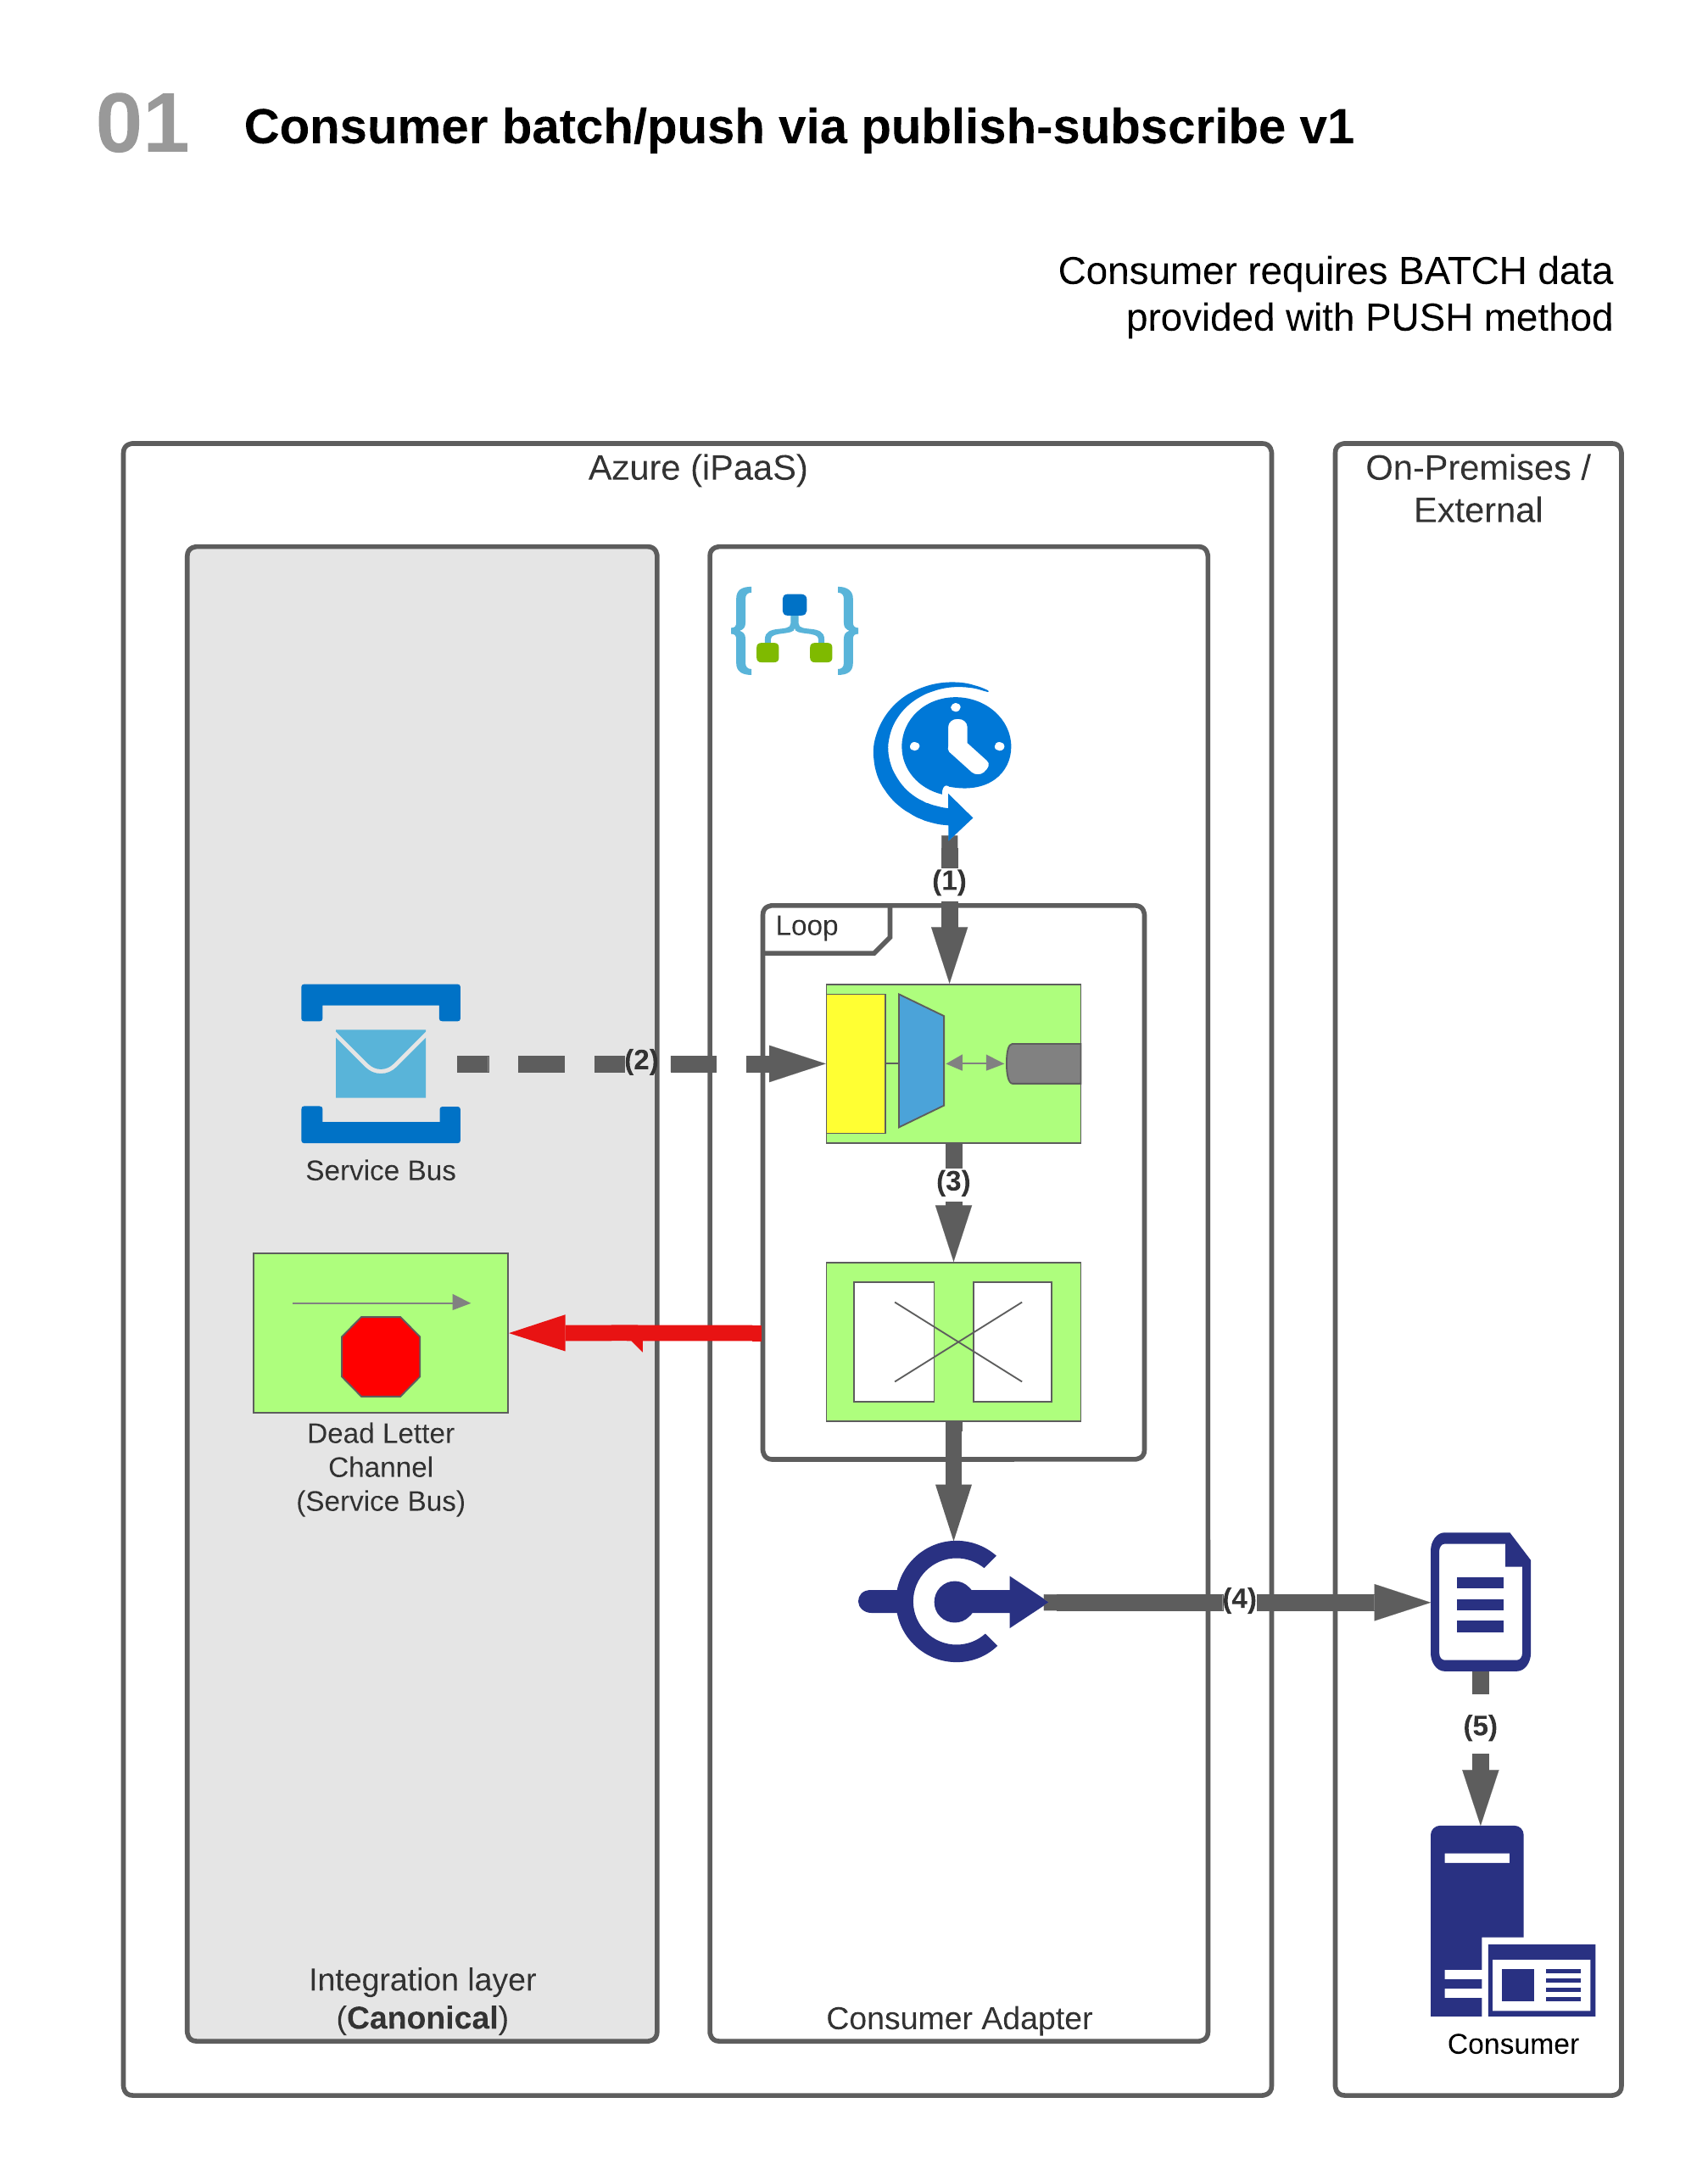 01 Consumer batch/push via publish-subscribe v1
Consumer requires BATCH data
provided with PUSH method
Azure (iPaaS)
On-Premises /
External
(1)
Loop
(2)
Service Bus
(3)
Dead Letter
Channel
(Service Bus)
(4)
(5)
Integration layer
(Canonical)
Consumer Adapter
Consumer